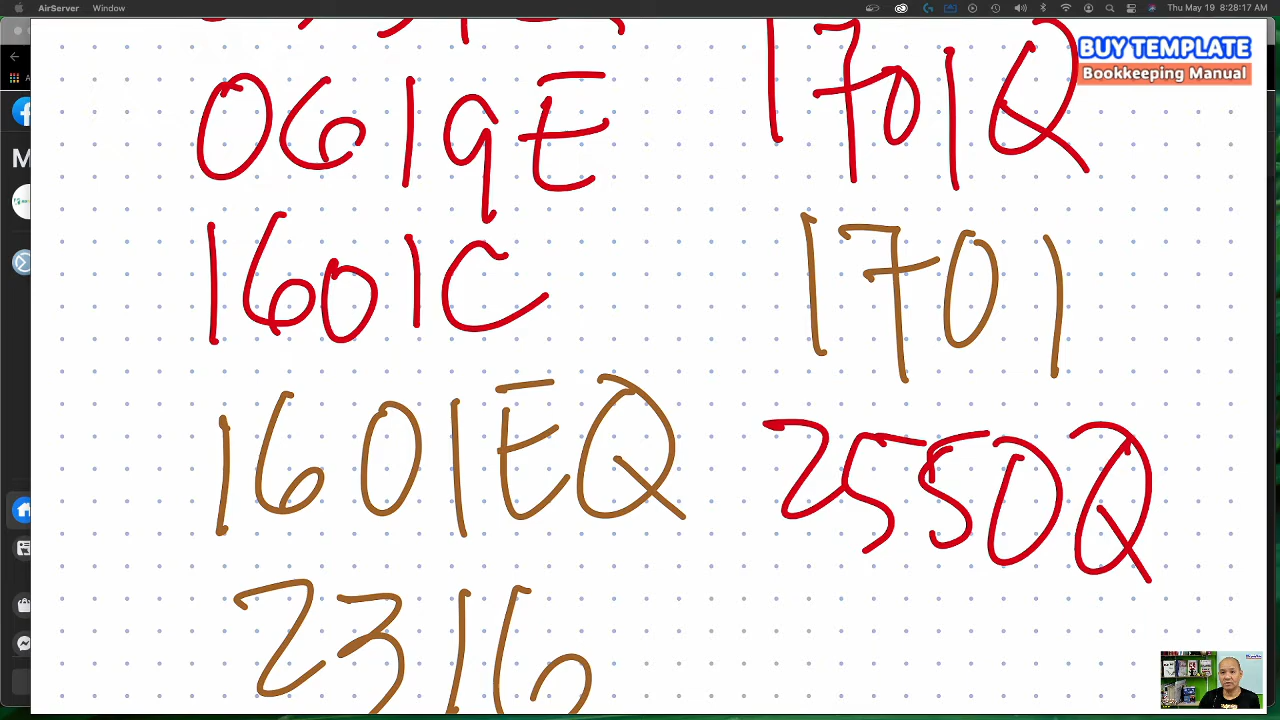 AirServer Window
Thu May 19 8:28:17 AM
BUY TEMPLATE
Bookkeeping Manual
0619E
1601C
1601EQ
2316
1701Q
1701
2550Q